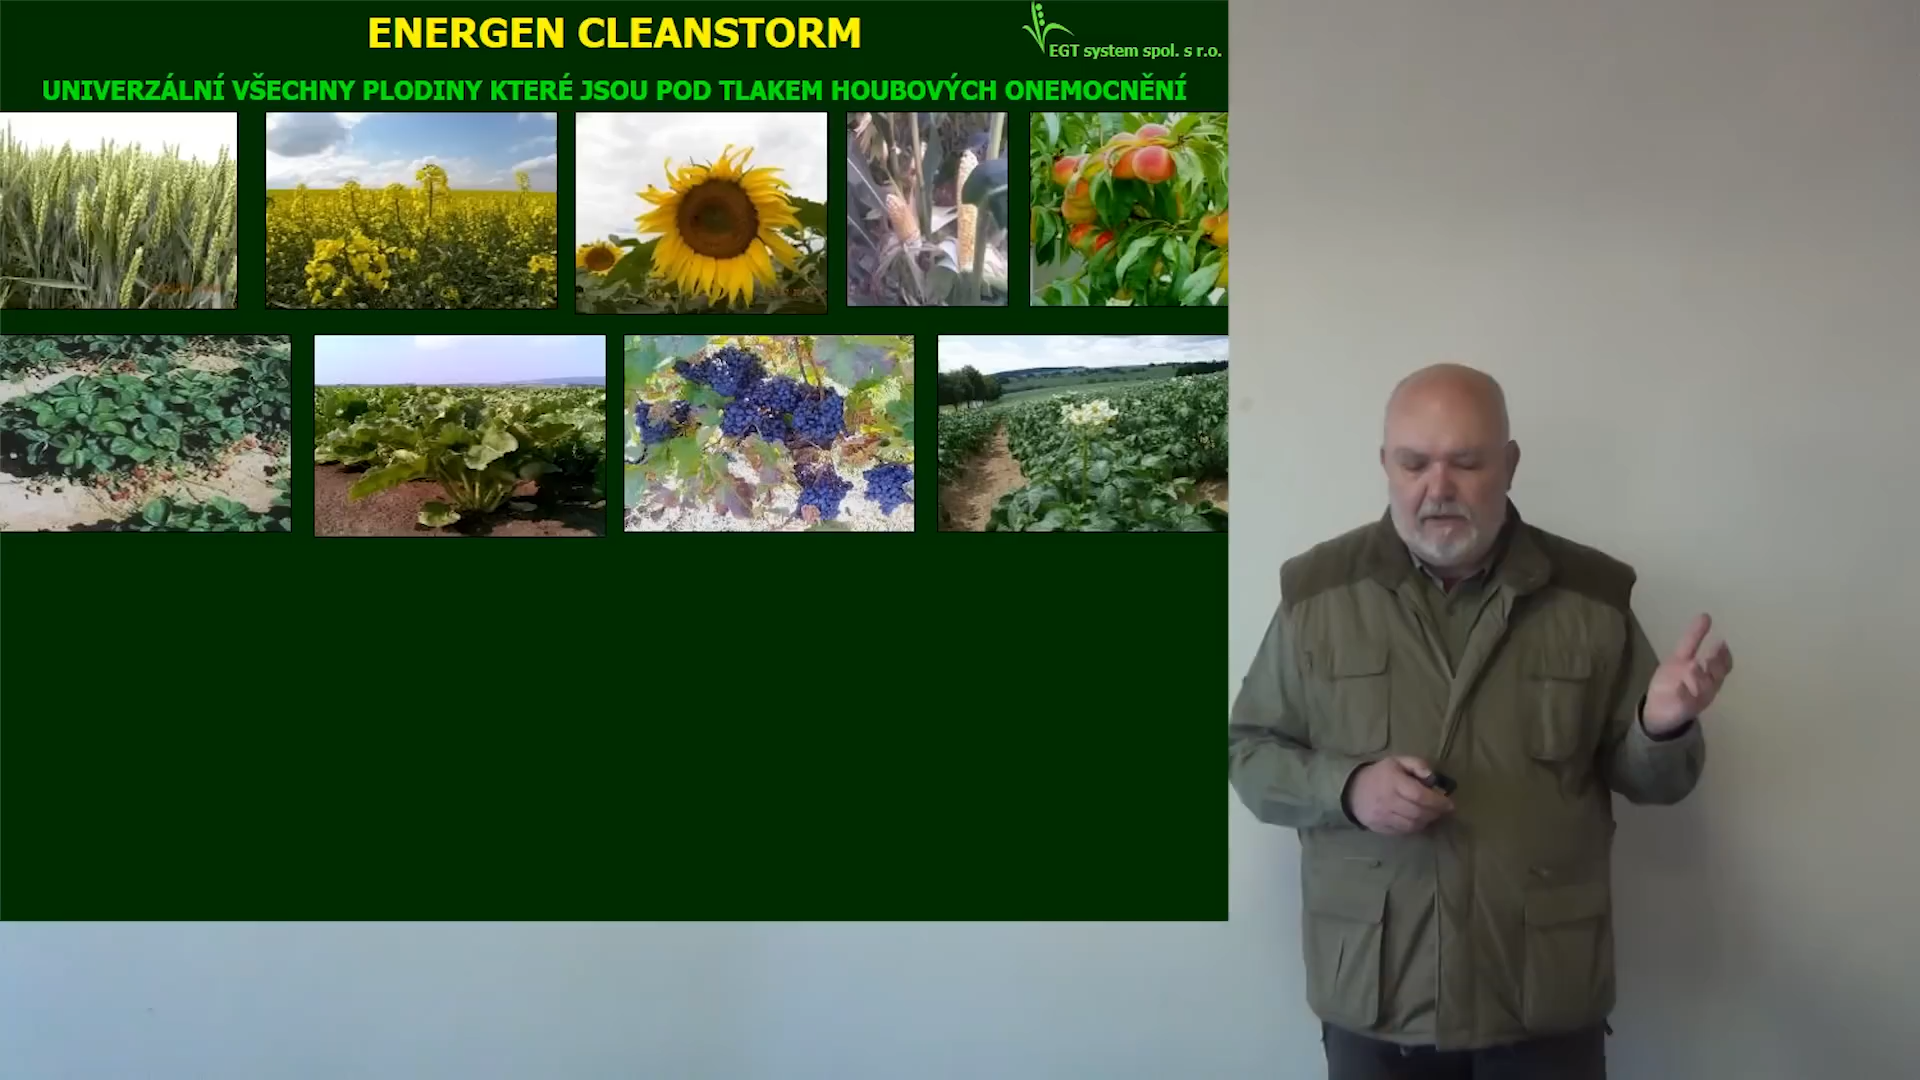 ENERGEN CLEANSTORM
EGT system spol. s r.o.
UNIVERZÁLNÍ VŠECHNY PLODINY KTERÉ JSOU POD TLAKEM HOUBOVÝCH ONEMOCNĚNÍ